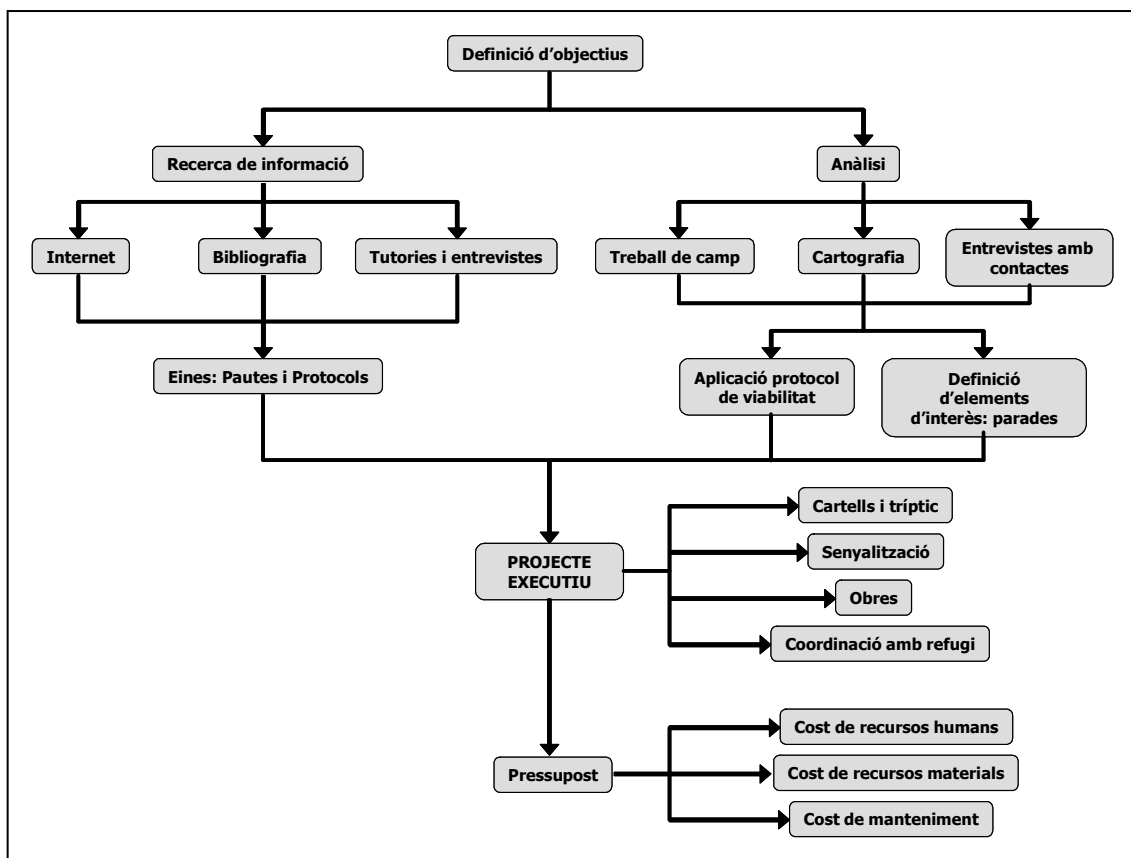 Definició d'objectius
Recerca de informació
Anàlisi
Internet
Bibliografia
Tutories i entrevistes
Treball de camp
Cartografia
Entrevistes amb
contactes
Eines: Pautes i Protocols
Aplicació protocol
de viabilitat
Definició
d'elements
d'interès: parades
Cartells i tríptic
Senyalització
PROJECTE
EXECUTIU
Obres
Coordinació amb refugi
Cost de recursos humans
Pressupost
Cost de recursos materials
Cost de manteniment